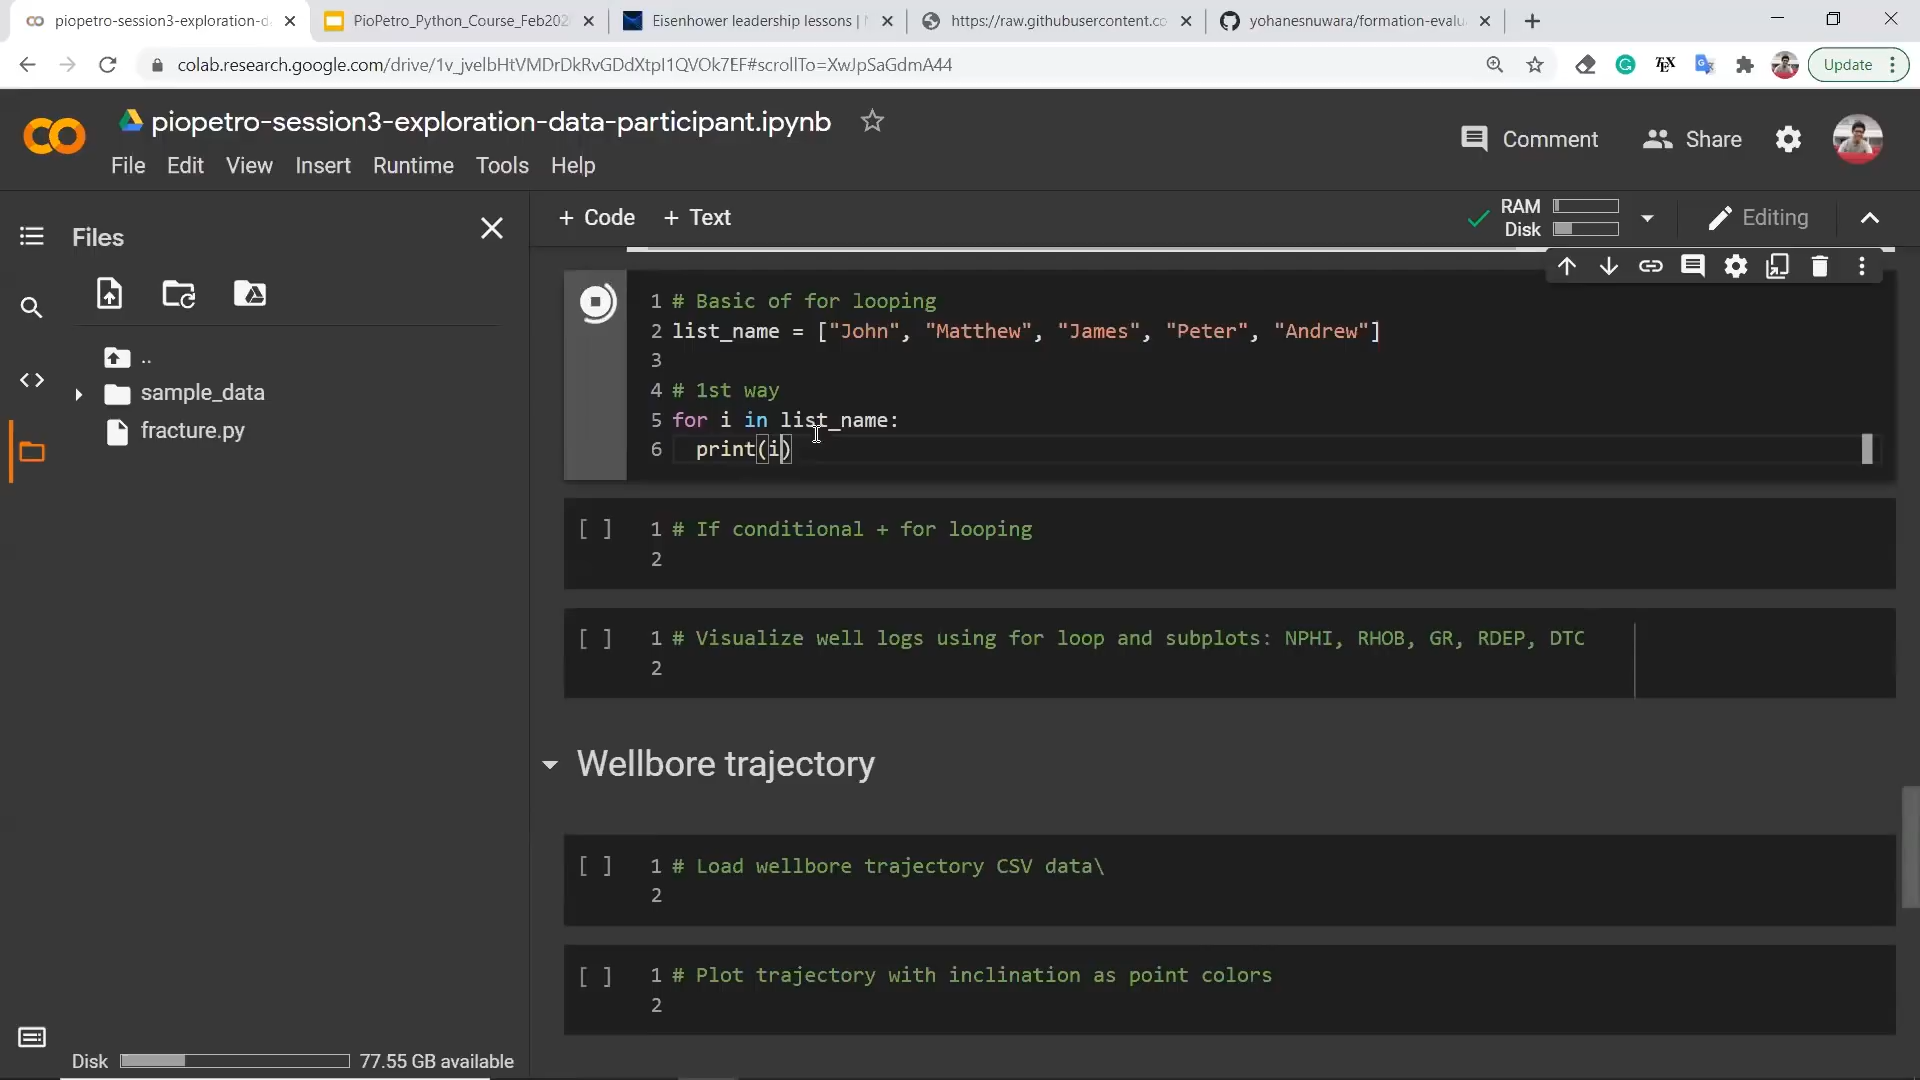 piopetro-session3-exploration-da
PioPetro_Python_Course_Feb202
Eisenhower leadership lessons |
https://raw.githubusercontent.co
yohanesnuwara/formation-evalu
colab.research.google.com/drive/1v_jvelbHtVMDrDkRvGDdXtpI1QVOk7EF#scrollTo=XwJpSaGdmA44
Update
piopetro-session3-exploration-data-participant.ipynb
Comment
Share
File Edit View Insert Runtime Tools Help
Files
+ Code + Text
RAM
Disk
Editing
..
sample_data
fracture.py
1 # Basic of for looping
2 list_name = ["John", "Matthew", "James", "Peter", "Andrew"]
3
4 # 1st way
5 for i in list_name:
6 print(i)
[ ] 1 # If conditional + for looping
2
[ ] 1 # Visualize well logs using for loop and subplots: NPHI, RHOB, GR, RDEP, DTC
2
Wellbore trajectory
[ ] 1 # Load wellbore trajectory CSV data\
2
[ ] 1 # Plot trajectory with inclination as point colors
2
Disk 77.55 GB available